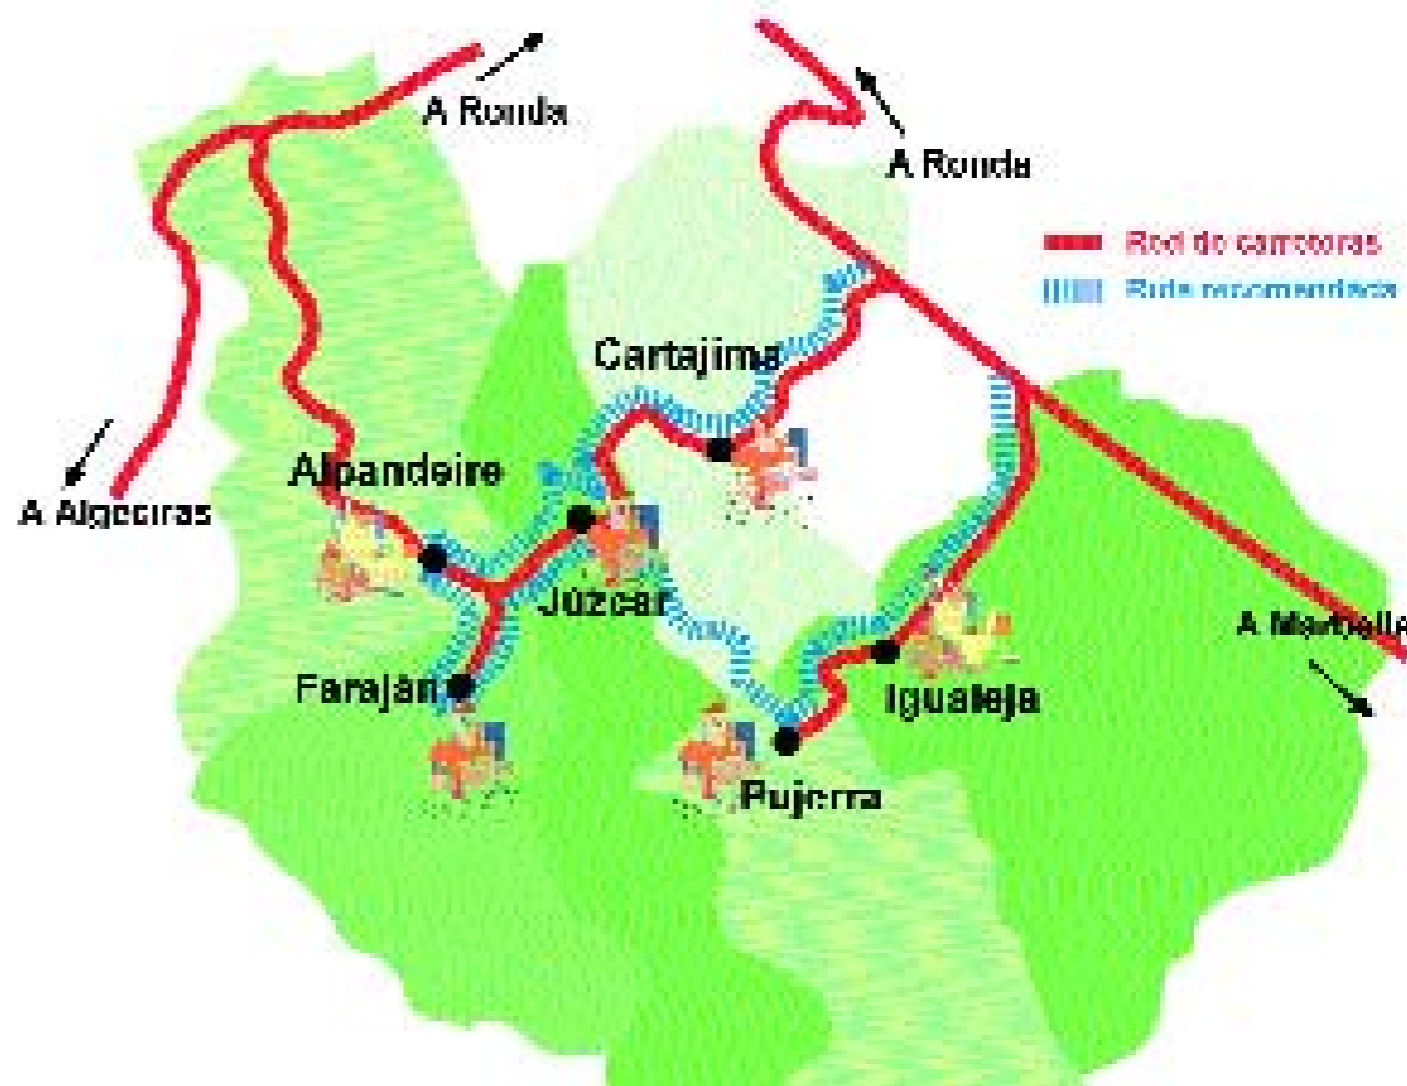 A Ronda
A Ronda
Red de carreteras
Ruta recomendada
Cartajima
Alpandeire
A Algeciras
Júzcar
A Marbella
Faraján
Igualeja
Pujerra